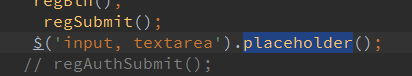 regBtn();
regSubmit();
$('input, textarea').placeholder();
// regAuthSubmit();